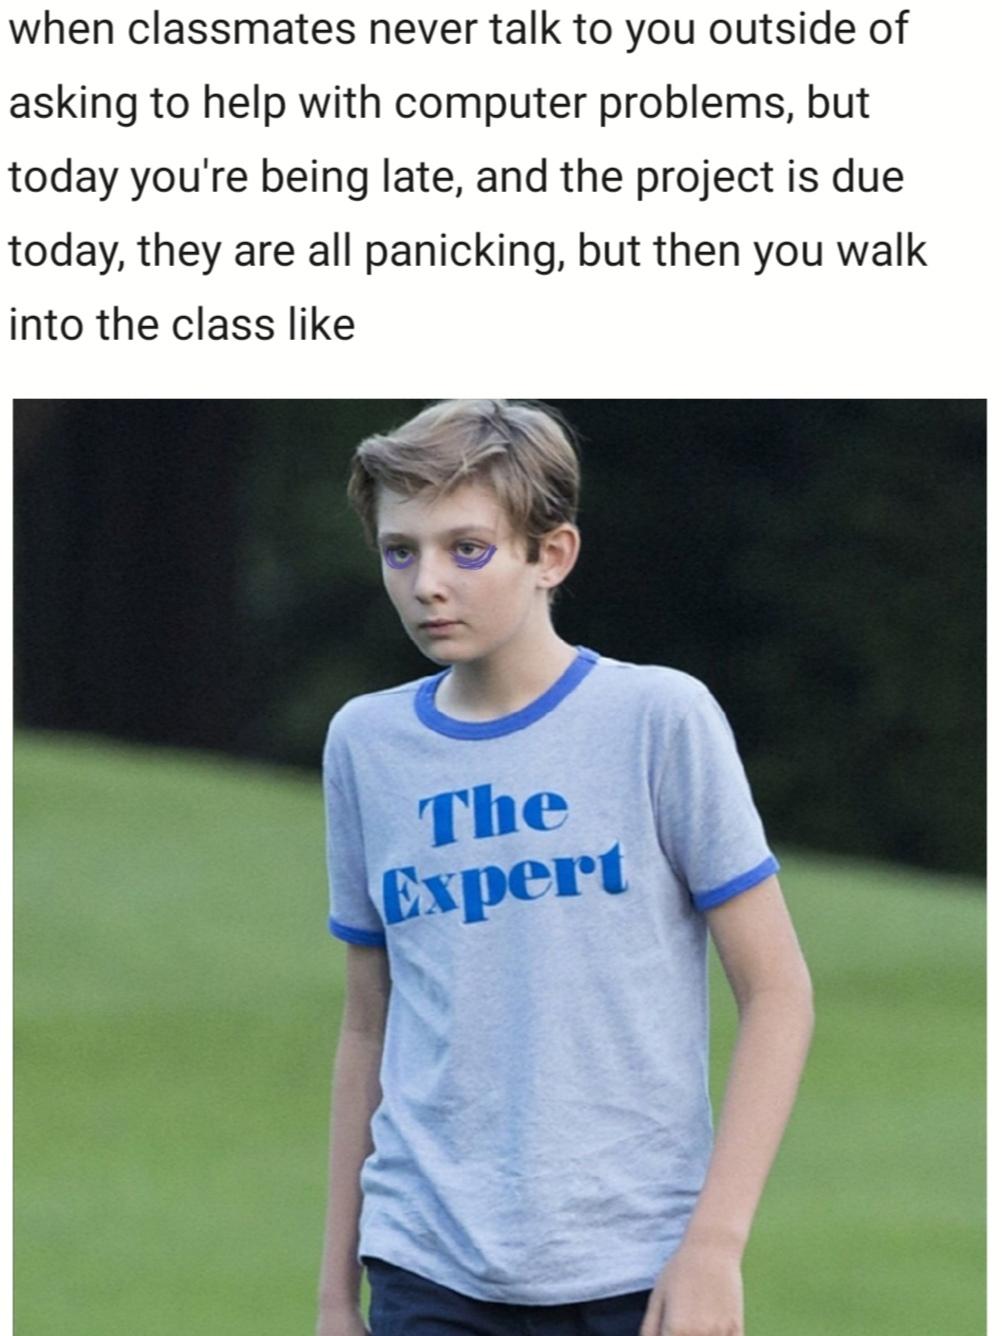 when classmates never talk to you outside of
asking to help with computer problems, but
today you're being late, and the project is due
today, they are all panicking, but then you walk
into the class like
The
Expert